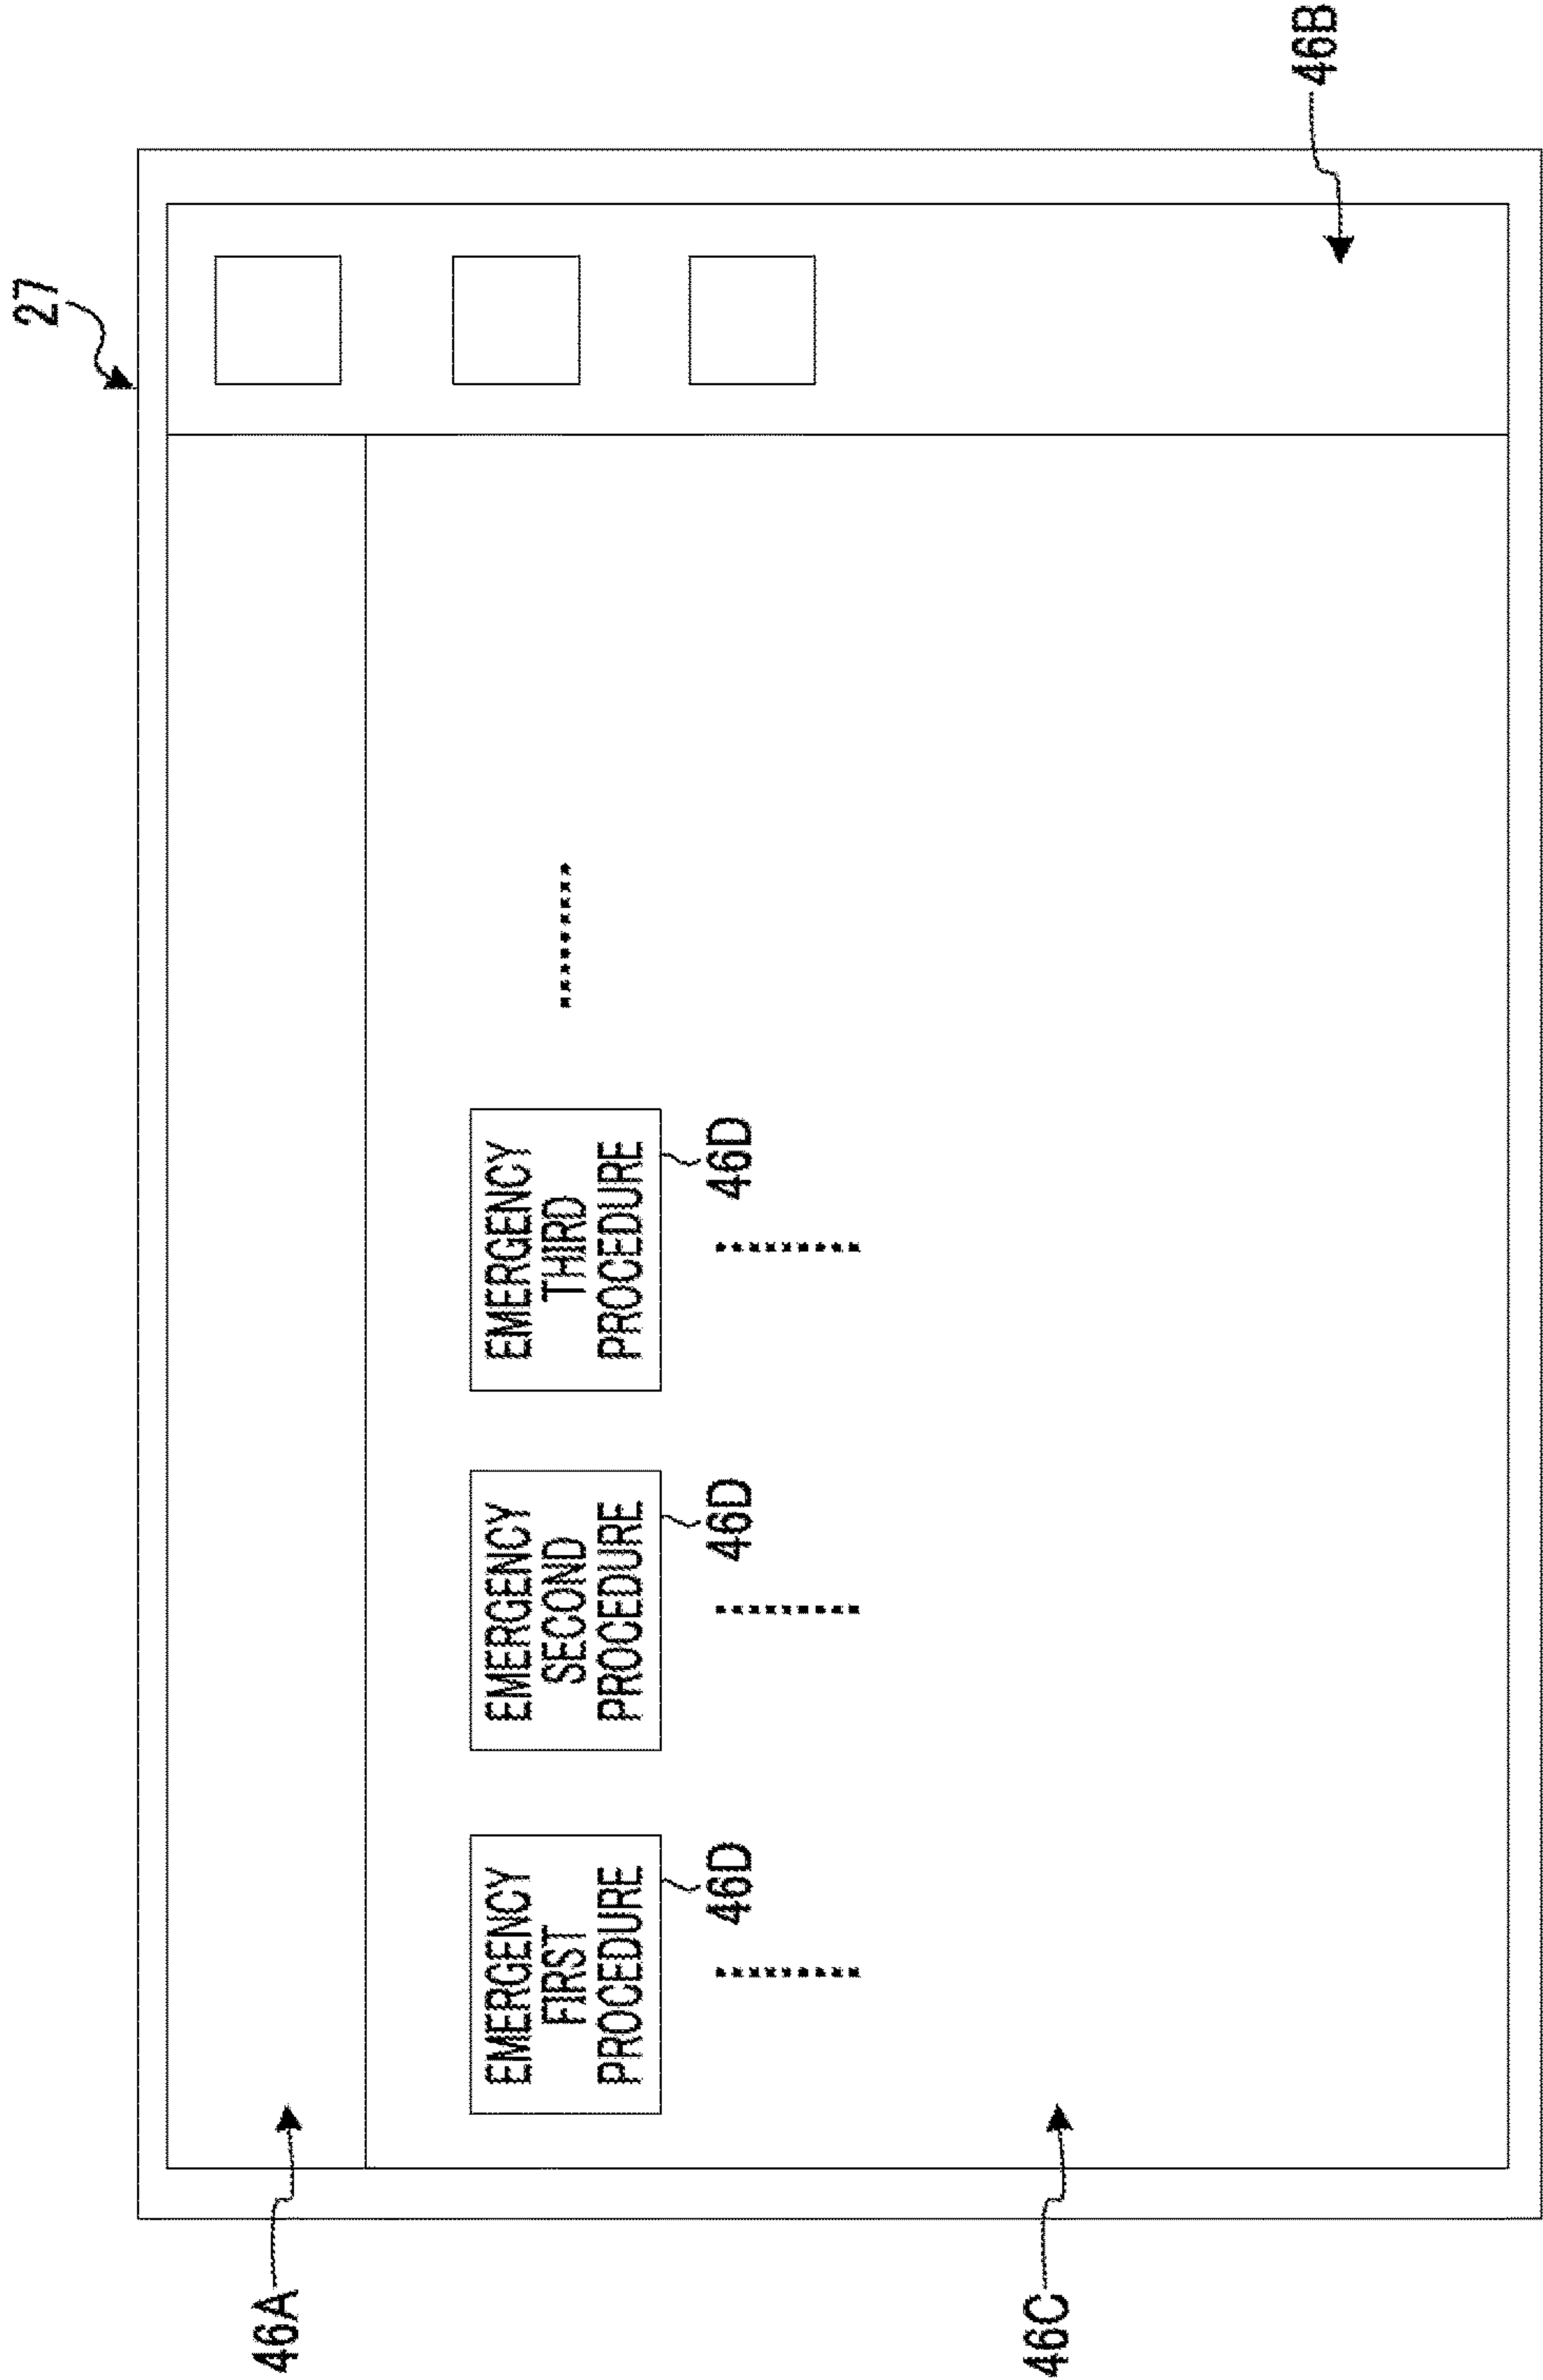 27
46A
46B
EMERGENCY
FIRST
PROCEDURE
46D
EMERGENCY
SECOND
PROCEDURE
46D
EMERGENCY
THIRD
PROCEDURE
46D
46C